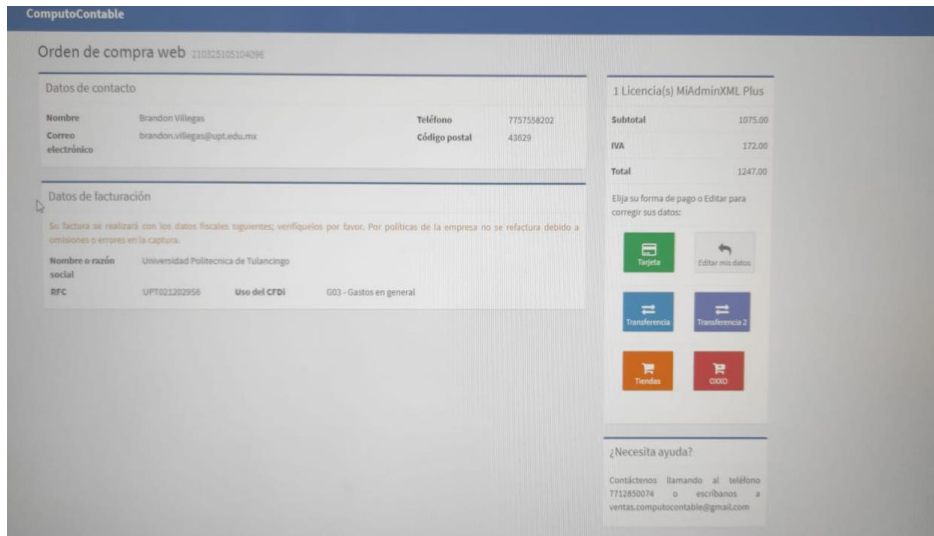 ComputoContable
Orden de compra web 210325105104096
Datos de contacto
Nombre Brandon Villegas Teléfono 7757558202
Correo electrónico brandon.villegas@upt.edu.mx Código postal 43629
Datos de facturación
Su factura se realizará con los datos fiscales siguientes; verifíquelos por favor. Por políticas de la empresa no se refactura debido a
omisiones o errores en la captura.
Nombre o razón social Universidad Politecnica de Tulancingo
RFC UPT0212029S6 Uso del CFDi G03 - Gastos en general
1 Licencia(s) MiAdminXML Plus
Subtotal 1075.00
IVA 172.00
Total 1247.00
Elija su forma de pago o Editar para
corregir sus datos:
Tarjeta
Editar mis datos
Transferencia
Transferencia 2
Tiendas
OXXO
¿Necesita ayuda?
Contáctenos llamando al teléfono
7712850074 o escríbanos a
ventas.computocontable@gmail.com